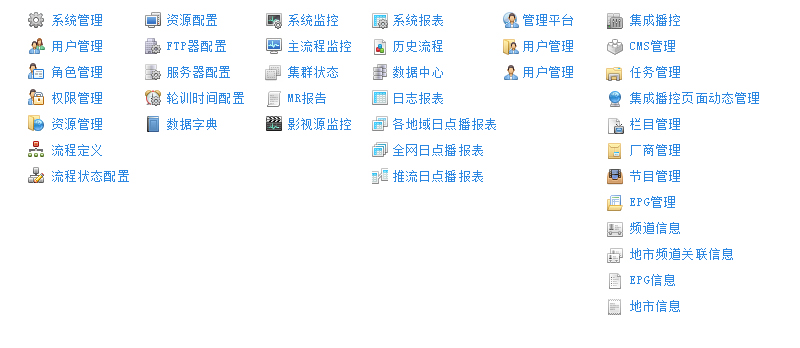 系统管理
用户管理
角色管理
权限管理
资源管理
流程定义
流程状态配置
资源配置
FTP器配置
服务器配置
轮训时间配置
数据字典
系统监控
主流程监控
集群状态
MR报告
影视源监控
系统报表
历史流程
数据中心
日志报表
各地域日点播报表
全网日点播报表
推流日点播报表
管理平台
用户管理
用户管理
集成播控
CMS管理
任务管理
集成播控页面动态管理
栏目管理
厂商管理
节目管理
EPG管理
频道信息
地市频道关联信息
EPG信息
地市信息